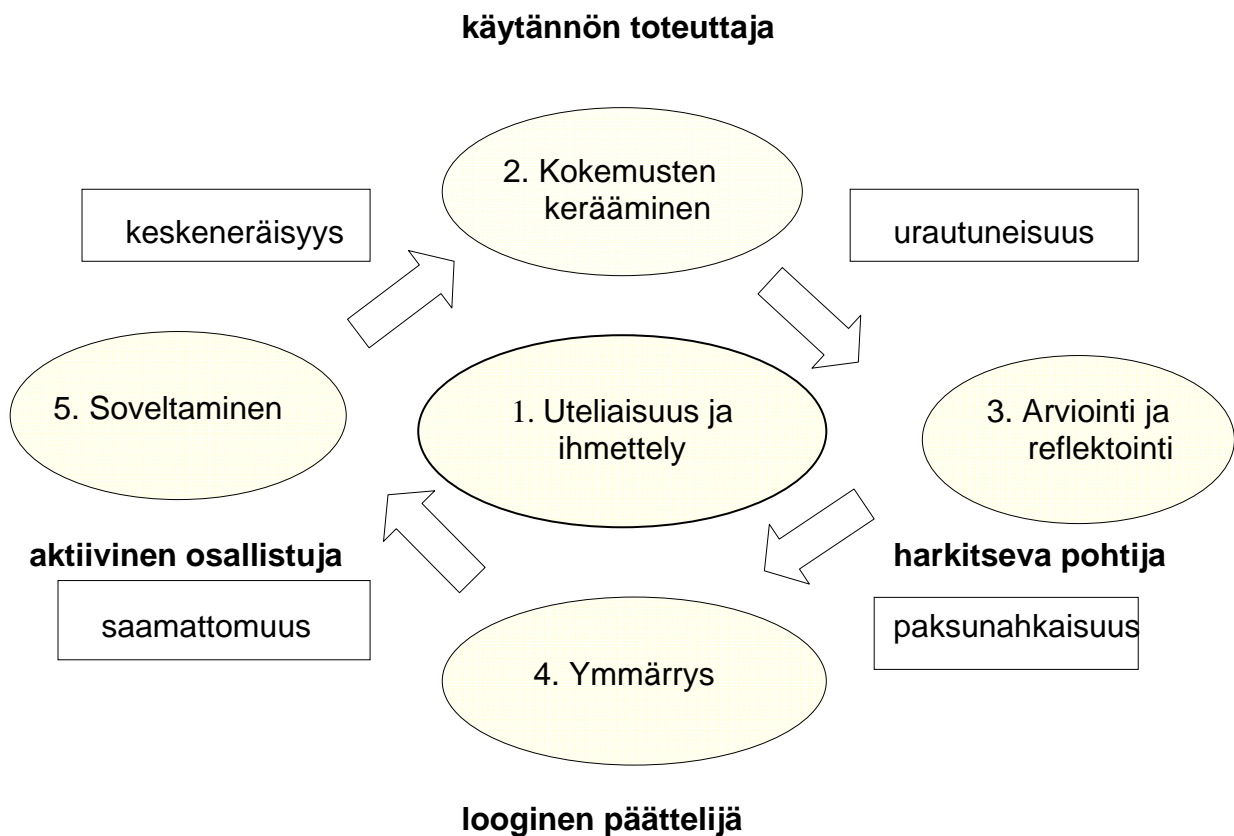 käytännön toteuttaja
2. Kokemusten
kerääminen
keskeneräisyys
urautuneisuus
5. Soveltaminen
1. Uteliaisuus ja
ihmettely
3. Arviointi ja
reflektointi
aktiivinen osallistuja
harkitseva pohtija
saamattomuus
paksunahkaisuus
4. Ymmärrys
looginen päättelijä